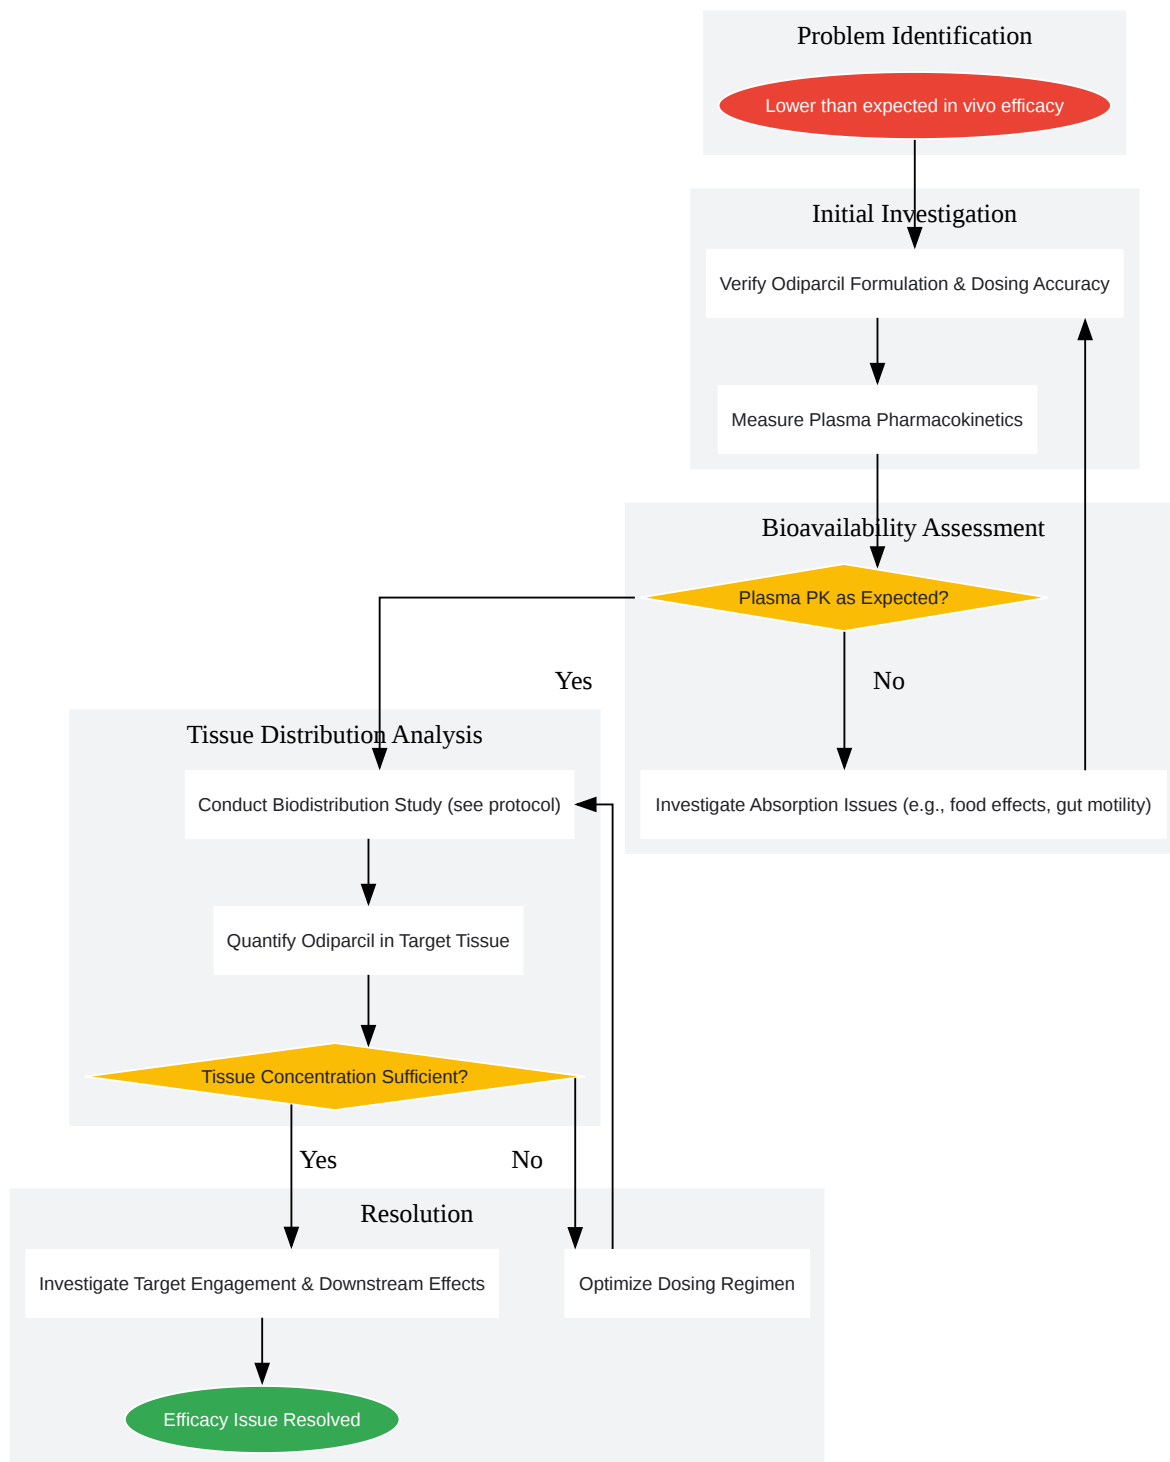 Problem Identification
Lower than expected in vivo efficacy
Initial Investigation
Verify Odiparcil Formulation & Dosing Accuracy
Measure Plasma Pharmacokinetics
Bioavailability Assessment
Plasma PK as Expected?
Yes
No
Tissue Distribution Analysis
Conduct Biodistribution Study (see protocol)
Investigate Absorption Issues (e.g., food effects, gut motility)
Quantify Odiparcil in Target Tissue
Tissue Concentration Sufficient?
Yes
No
Resolution
Investigate Target Engagement & Downstream Effects
Optimize Dosing Regimen
Efficacy Issue Resolved